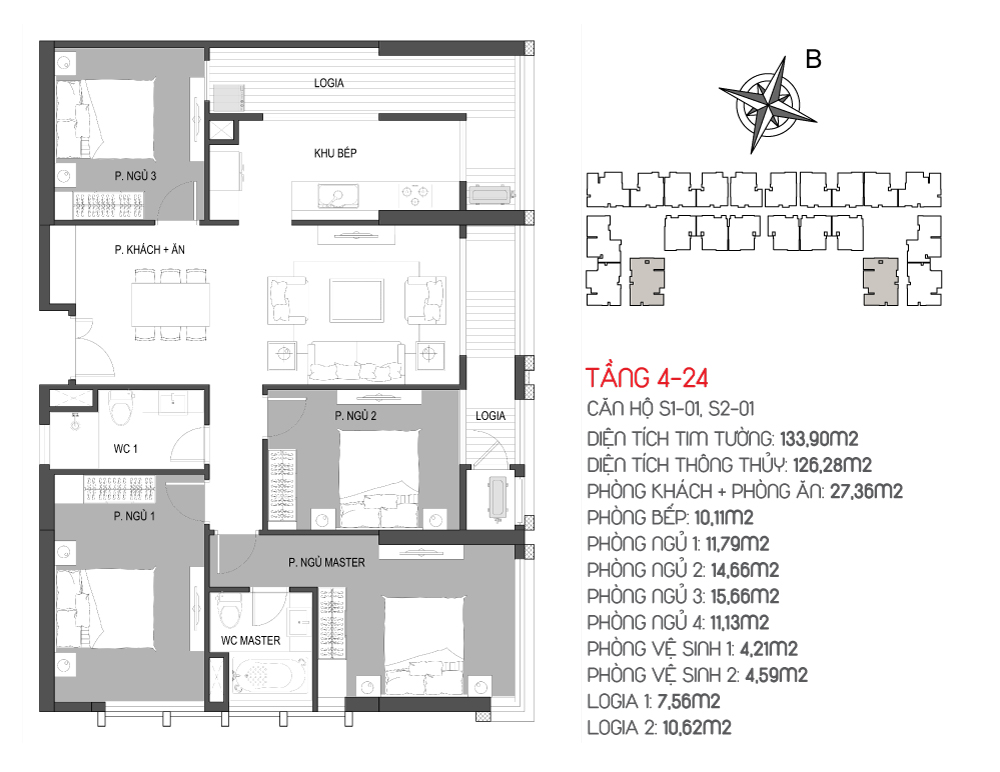 LOGIA
KHU BẾP
P. NGỦ 3
P. KHÁCH + ĂN
P. NGỦ 2
LOGIA
WC 1
P. NGỦ 1
P. NGỦ MASTER
WC MASTER
B
TẦNG 4-24
CĂN HỘ S1-01, S2-01
DIỆN TÍCH TIM TƯỜNG: 133,90M2
DIỆN TÍCH THÔNG THỦY: 126,28M2
PHÒNG KHÁCH + PHÒNG ĂN: 27,36M2
PHÒNG BẾP: 10,11M2
PHÒNG NGỦ 1: 11,79M2
PHÒNG NGỦ 2: 14,66M2
PHÒNG NGỦ 3: 15,66M2
PHÒNG NGỦ 4: 11,13M2
PHÒNG VỆ SINH 1: 4,21M2
PHÒNG VỆ SINH 2: 4,59M2
LOGIA 1: 7,56M2
LOGIA 2: 10,62M2